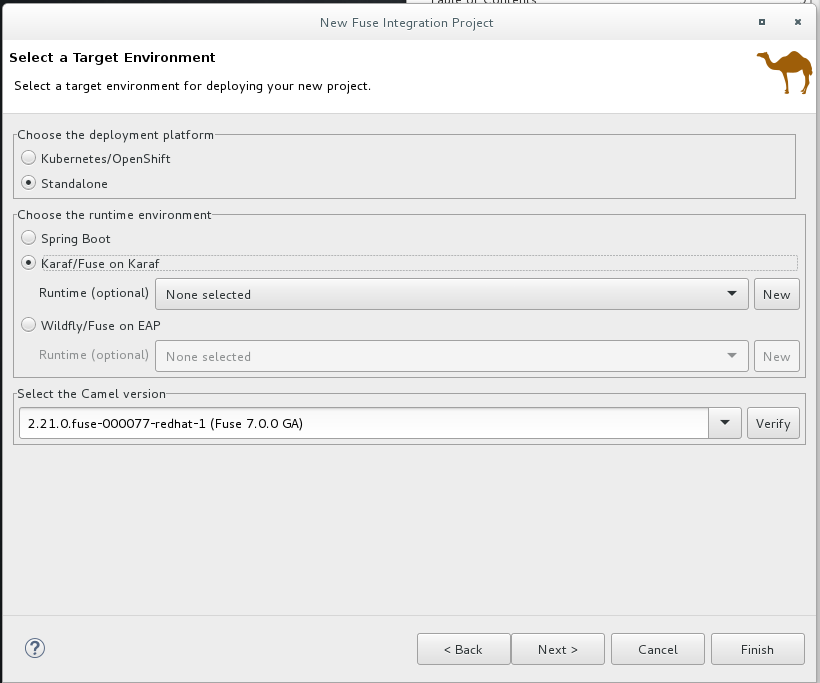 Table of Contents
New Fuse Integration Project
Select a Target Environment
Select a target environment for deploying your new project.
Choose the deployment platform
Kubernetes/OpenShift
Standalone
Choose the runtime environment
Spring Boot
Karaf/Fuse on Karaf
Runtime (optional) None selected New
Wildfly/Fuse on EAP
Runtime (optional) None selected New
Select the Camel version
2.21.0.fuse-000077-redhat-1 (Fuse 7.0.0 GA) Verify
? < Back Next > Cancel Finish